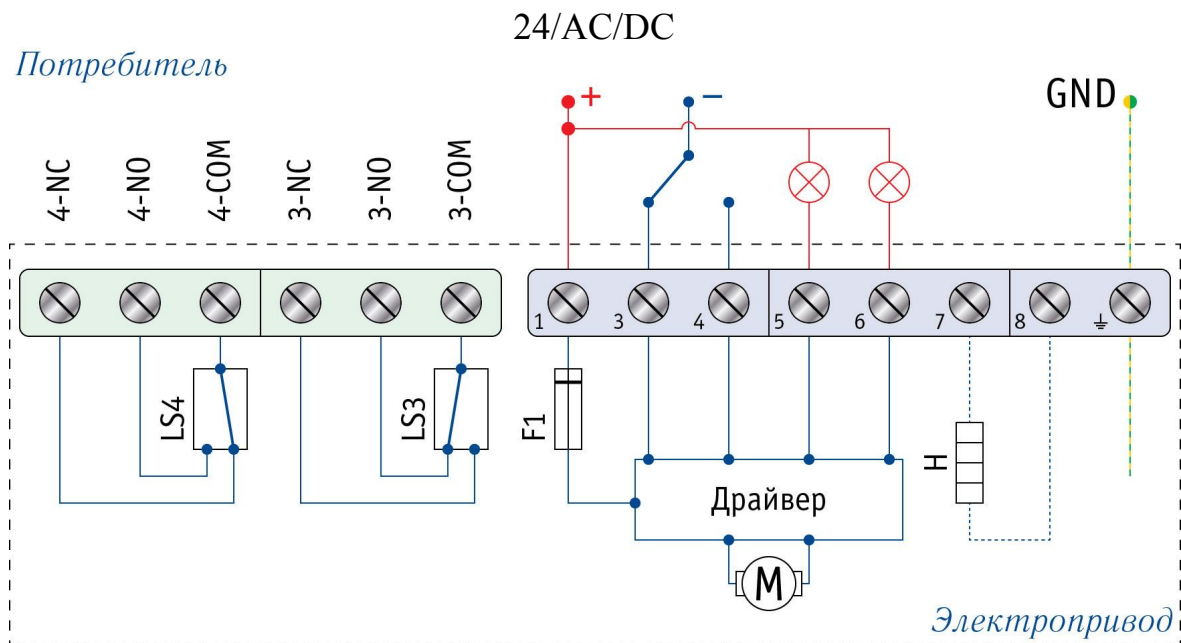 24/AC/DC
Потребитель
+
−
GND
4-NC
4-NO
4-COM
3-NC
3-NO
3-COM
1
3
4
5
6
7
8
LS4
LS3
F1
H
Драйвер
M
Электропривод